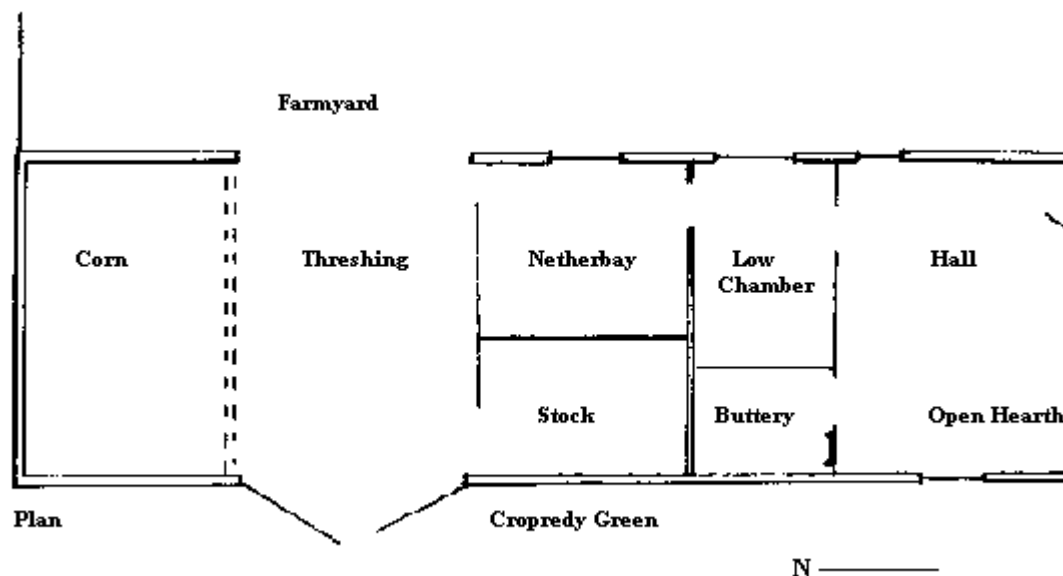 Farmyard
Corn
Threshing
Netherbay
Low
Chamber
Hall
Stock
Buttery
Open Hearth
Plan
Cropredy Green
N